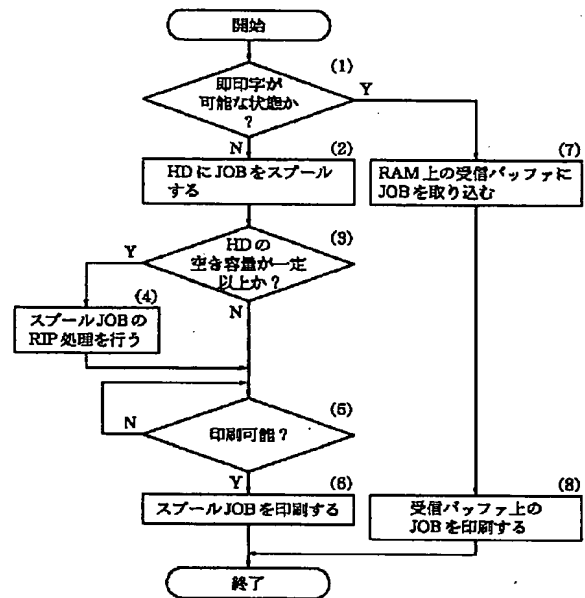 開始
(1)
即印字が
可能な状態か
?
Y
N
(2)
HDにJOBをスプール
する
(7)
RAM上の受信バッファに
JOBを取り込む
(3)
HDの
空き容量が一定
以上か?
Y
N
(4)
スプールJOBの
RIP処理を行う
(5)
印刷可能?
N
Y
(6)
スプールJOBを印刷する
(8)
受信バッファ上の
JOBを印刷する
終了